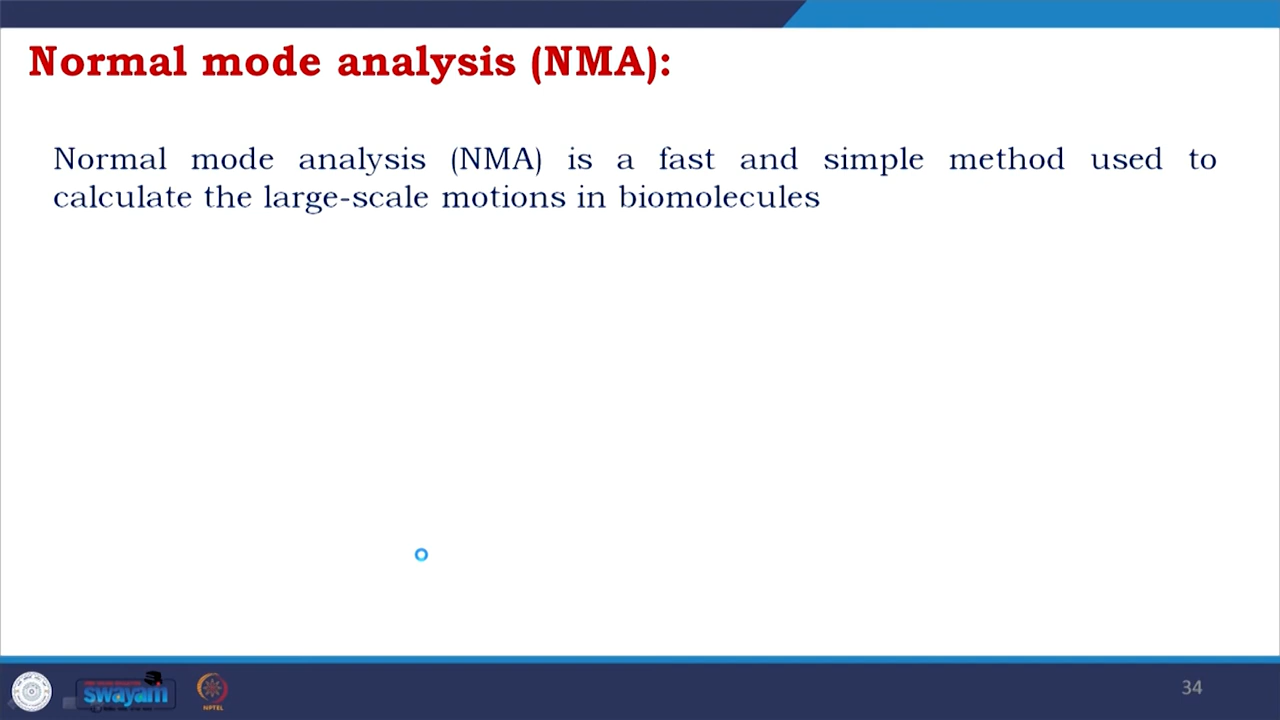 Normal mode analysis (NMA):
Normal mode analysis (NMA) is a fast and simple method used to
calculate the large-scale motions in biomolecules
swayam
NPTEL
34